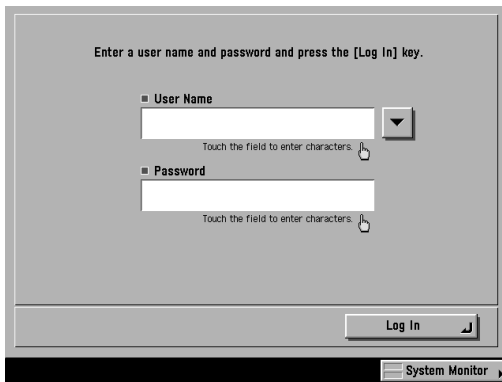 Enter a user name and password and press the [Log In] key.
User Name
Touch the field to enter characters.
Password
Touch the field to enter characters.
Log In
System Monitor